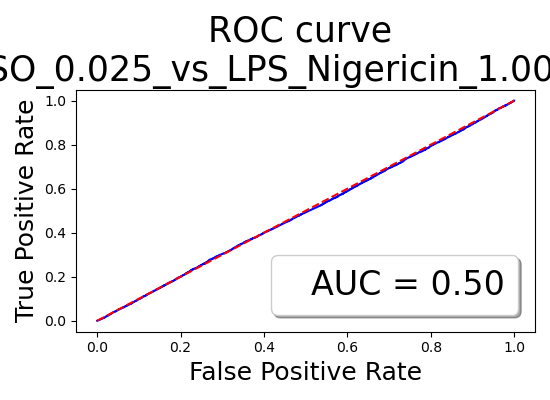 ROC curve
SO_0.025_vs_LPS_Nigericin_1.00
True Positive Rate
1.0
0.8
0.6
0.4
0.2
0.0
AUC = 0.50
0.0 0.2 0.4 0.6 0.8 1.0
False Positive Rate